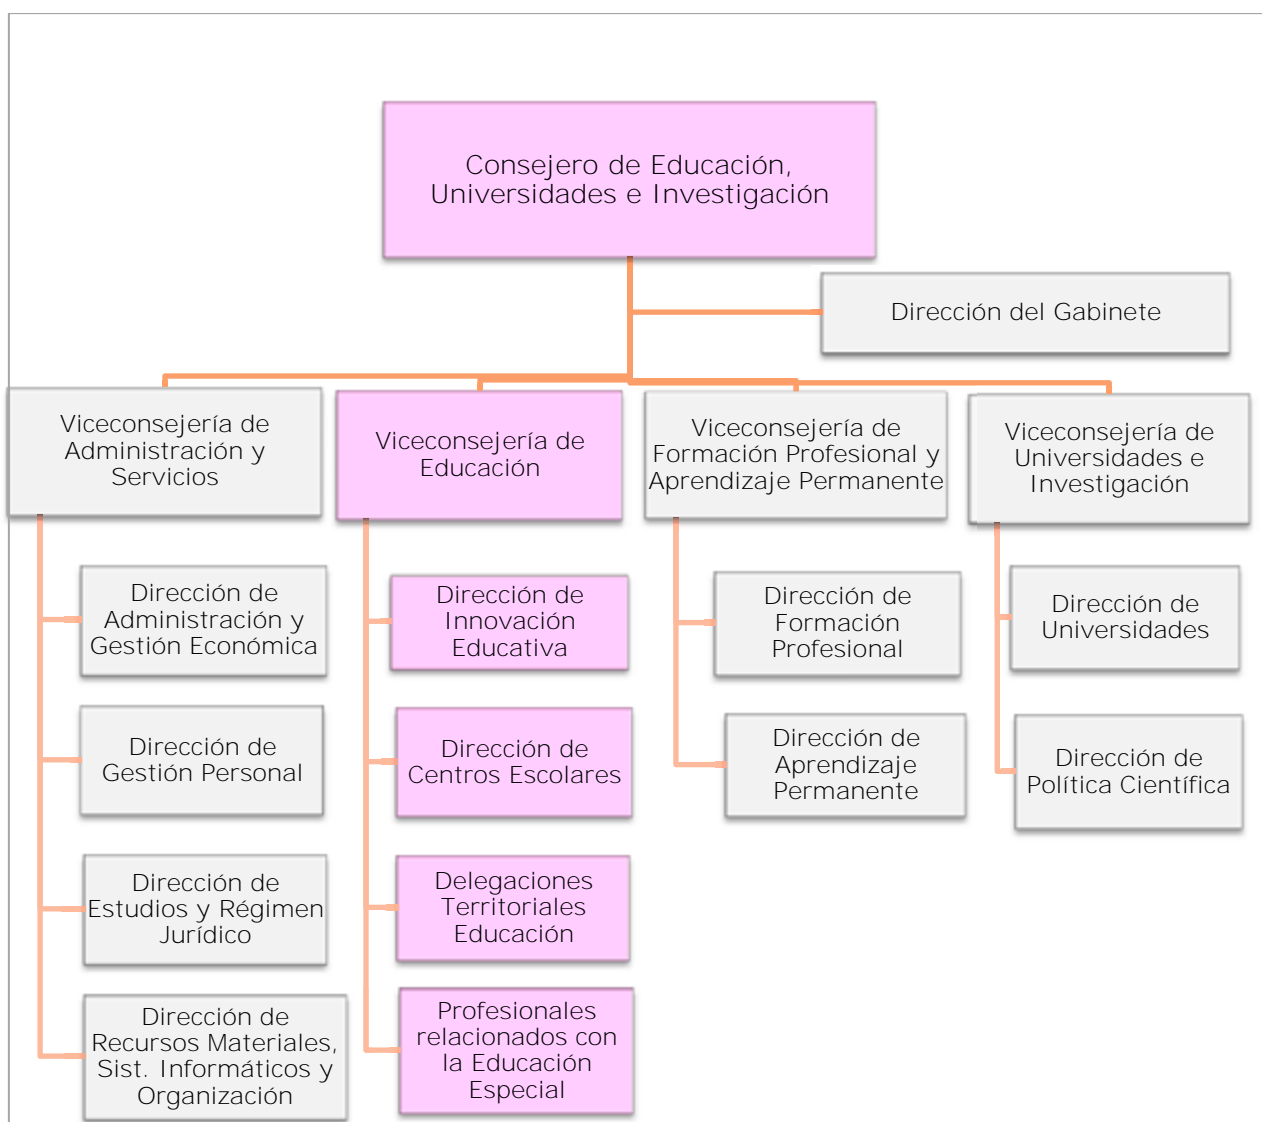 Consejero de Educación,
Universidades e Investigación
Dirección del Gabinete
Viceconsejería de
Administración y
Servicios
Viceconsejería de
Educación
Viceconsejería de
Formación Profesional y
Aprendizaje Permanente
Viceconsejería de
Universidades e
Investigación
Dirección de
Administración y
Gestión Económica
Dirección de
Gestión Personal
Dirección de
Estudios y Régimen
Jurídico
Dirección de
Recursos Materiales,
Sist. Informáticos y
Organización
Dirección de
Innovación
Educativa
Dirección de
Centros Escolares
Delegaciones
Territoriales
Educación
Profesionales
relacionados con
la Educación
Especial
Dirección de
Formación
Profesional
Dirección de
Aprendizaje
Permanente
Dirección de
Universidades
Dirección de
Política Científica